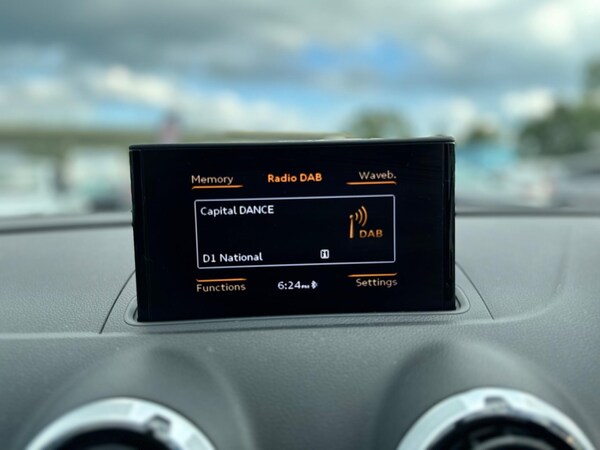 Memory Radio DAB Waveb.
Capital DANCE
DAB
D1 National i
Functions 6:24PM Settings